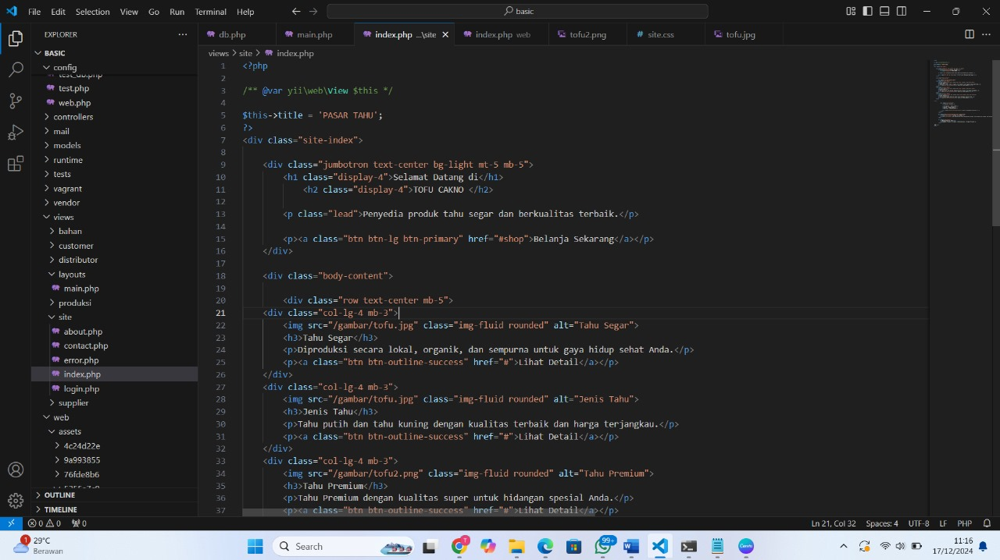 File Edit Selection View Go Run Terminal Help
basic
EXPLORER
db.php
main.php
index.php ...\site
index.php web
tofu2.png
# site.css
tofu.jpg
views > site > index.php
BASIC
config
test_db.php
test.php
web.php
controllers
mail
models
runtime
tests
vagrant
vendor
views
bahan
customer
distributor
layouts
main.php
produksi
site
about.php
contact.php
error.php
index.php
login.php
supplier
web
assets
4c24d22e
9a993855
76fde8b6
OUTLINE
TIMELINE
1 <?php
2
3 /** @var yii\web\View $this */
4
5 $this->title = 'PASAR TAHU';
6 ?>
7 <div class="site-index">
8
9 <div class="jumbotron text-center bg-light mt-5 mb-5">
10 <h1 class="display-4">Selamat Datang di</h1>
11 <h2 class="display-4">TOFU CAKNO </h2>
12
13 <p class="lead">Penyedia produk tahu segar dan berkualitas terbaik.</p>
14
15 <p><a class="btn btn-lg btn-primary" href="#shop">Belanja Sekarang</a></p>
16 </div>
17
18 <div class="body-content">
19
20 <div class="row text-center mb-5">
21 <div class="col-lg-4 mb-3">
22 <img src="/gambar/tofu.jpg" class="img-fluid rounded" alt="Tahu Segar">
23 <h3>Tahu Segar</h3>
24 <p>Diproduksi secara lokal, organik, dan sempurna untuk gaya hidup sehat Anda.</p>
25 <p><a class="btn btn-outline-success" href="#">Lihat Detail</a></p>
26 </div>
27 <div class="col-lg-4 mb-3">
28 <img src="/gambar/tofu.jpg" class="img-fluid rounded" alt="Jenis Tahu">
29 <h3>Jenis Tahu</h3>
30 <p>Tahu putih dan tahu kuning dengan kualitas terbaik dan harga terjangkau.</p>
31 <p><a class="btn btn-outline-success" href="#">Lihat Detail</a></p>
32 </div>
33 <div class="col-lg-4 mb-3">
34 <img src="/gambar/tofu2.png" class="img-fluid rounded" alt="Tahu Premium">
35 <h3>Tahu Premium</h3>
36 <p>Tahu Premium dengan kualitas super untuk hidangan spesial Anda.</p>
37 <p><a class="btn btn-outline-success" href="#">Lihat Detail</a></p>
0 0 0
Ln 21, Col 32 Spaces: 4 UTF-8 LF PHP
1
29°C
Berawan
Search
T
99+
Canva
11:16
17/12/2024